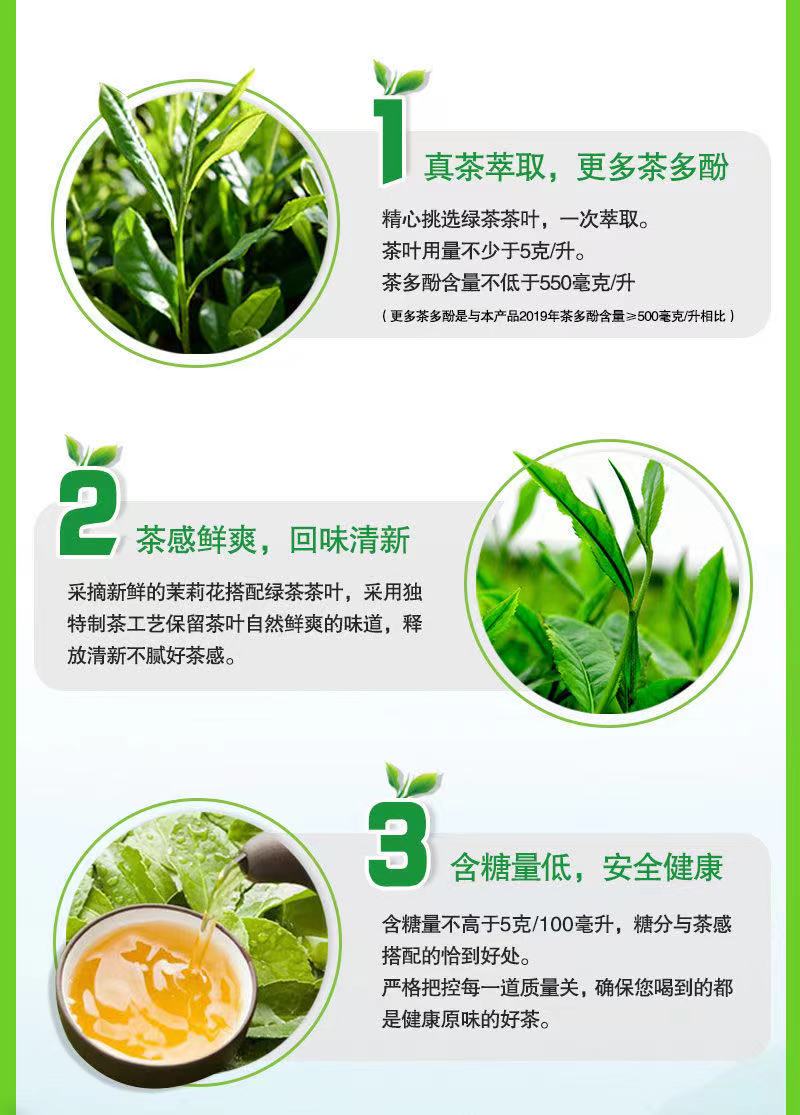 1
真茶萃取，更多茶多酚
精心挑选绿茶茶叶，一次萃取。
茶叶用量不少于5克/升。
茶多酚含量不低于550毫克/升
（更多茶多酚是与本产品2019年茶多酚含量≥500毫克/升相比）
2
茶感鲜爽，回味清新
采摘新鲜的茉莉花搭配绿茶茶叶，采用独
特制茶工艺保留茶叶自然鲜爽的味道，释
放清新不腻好茶感。
3
含糖量低，安全健康
含糖量不高于5克/100毫升，糖分与茶感
搭配的恰到好处。
严格把控每一道质量关，确保您喝到的都
是健康原味的好茶。